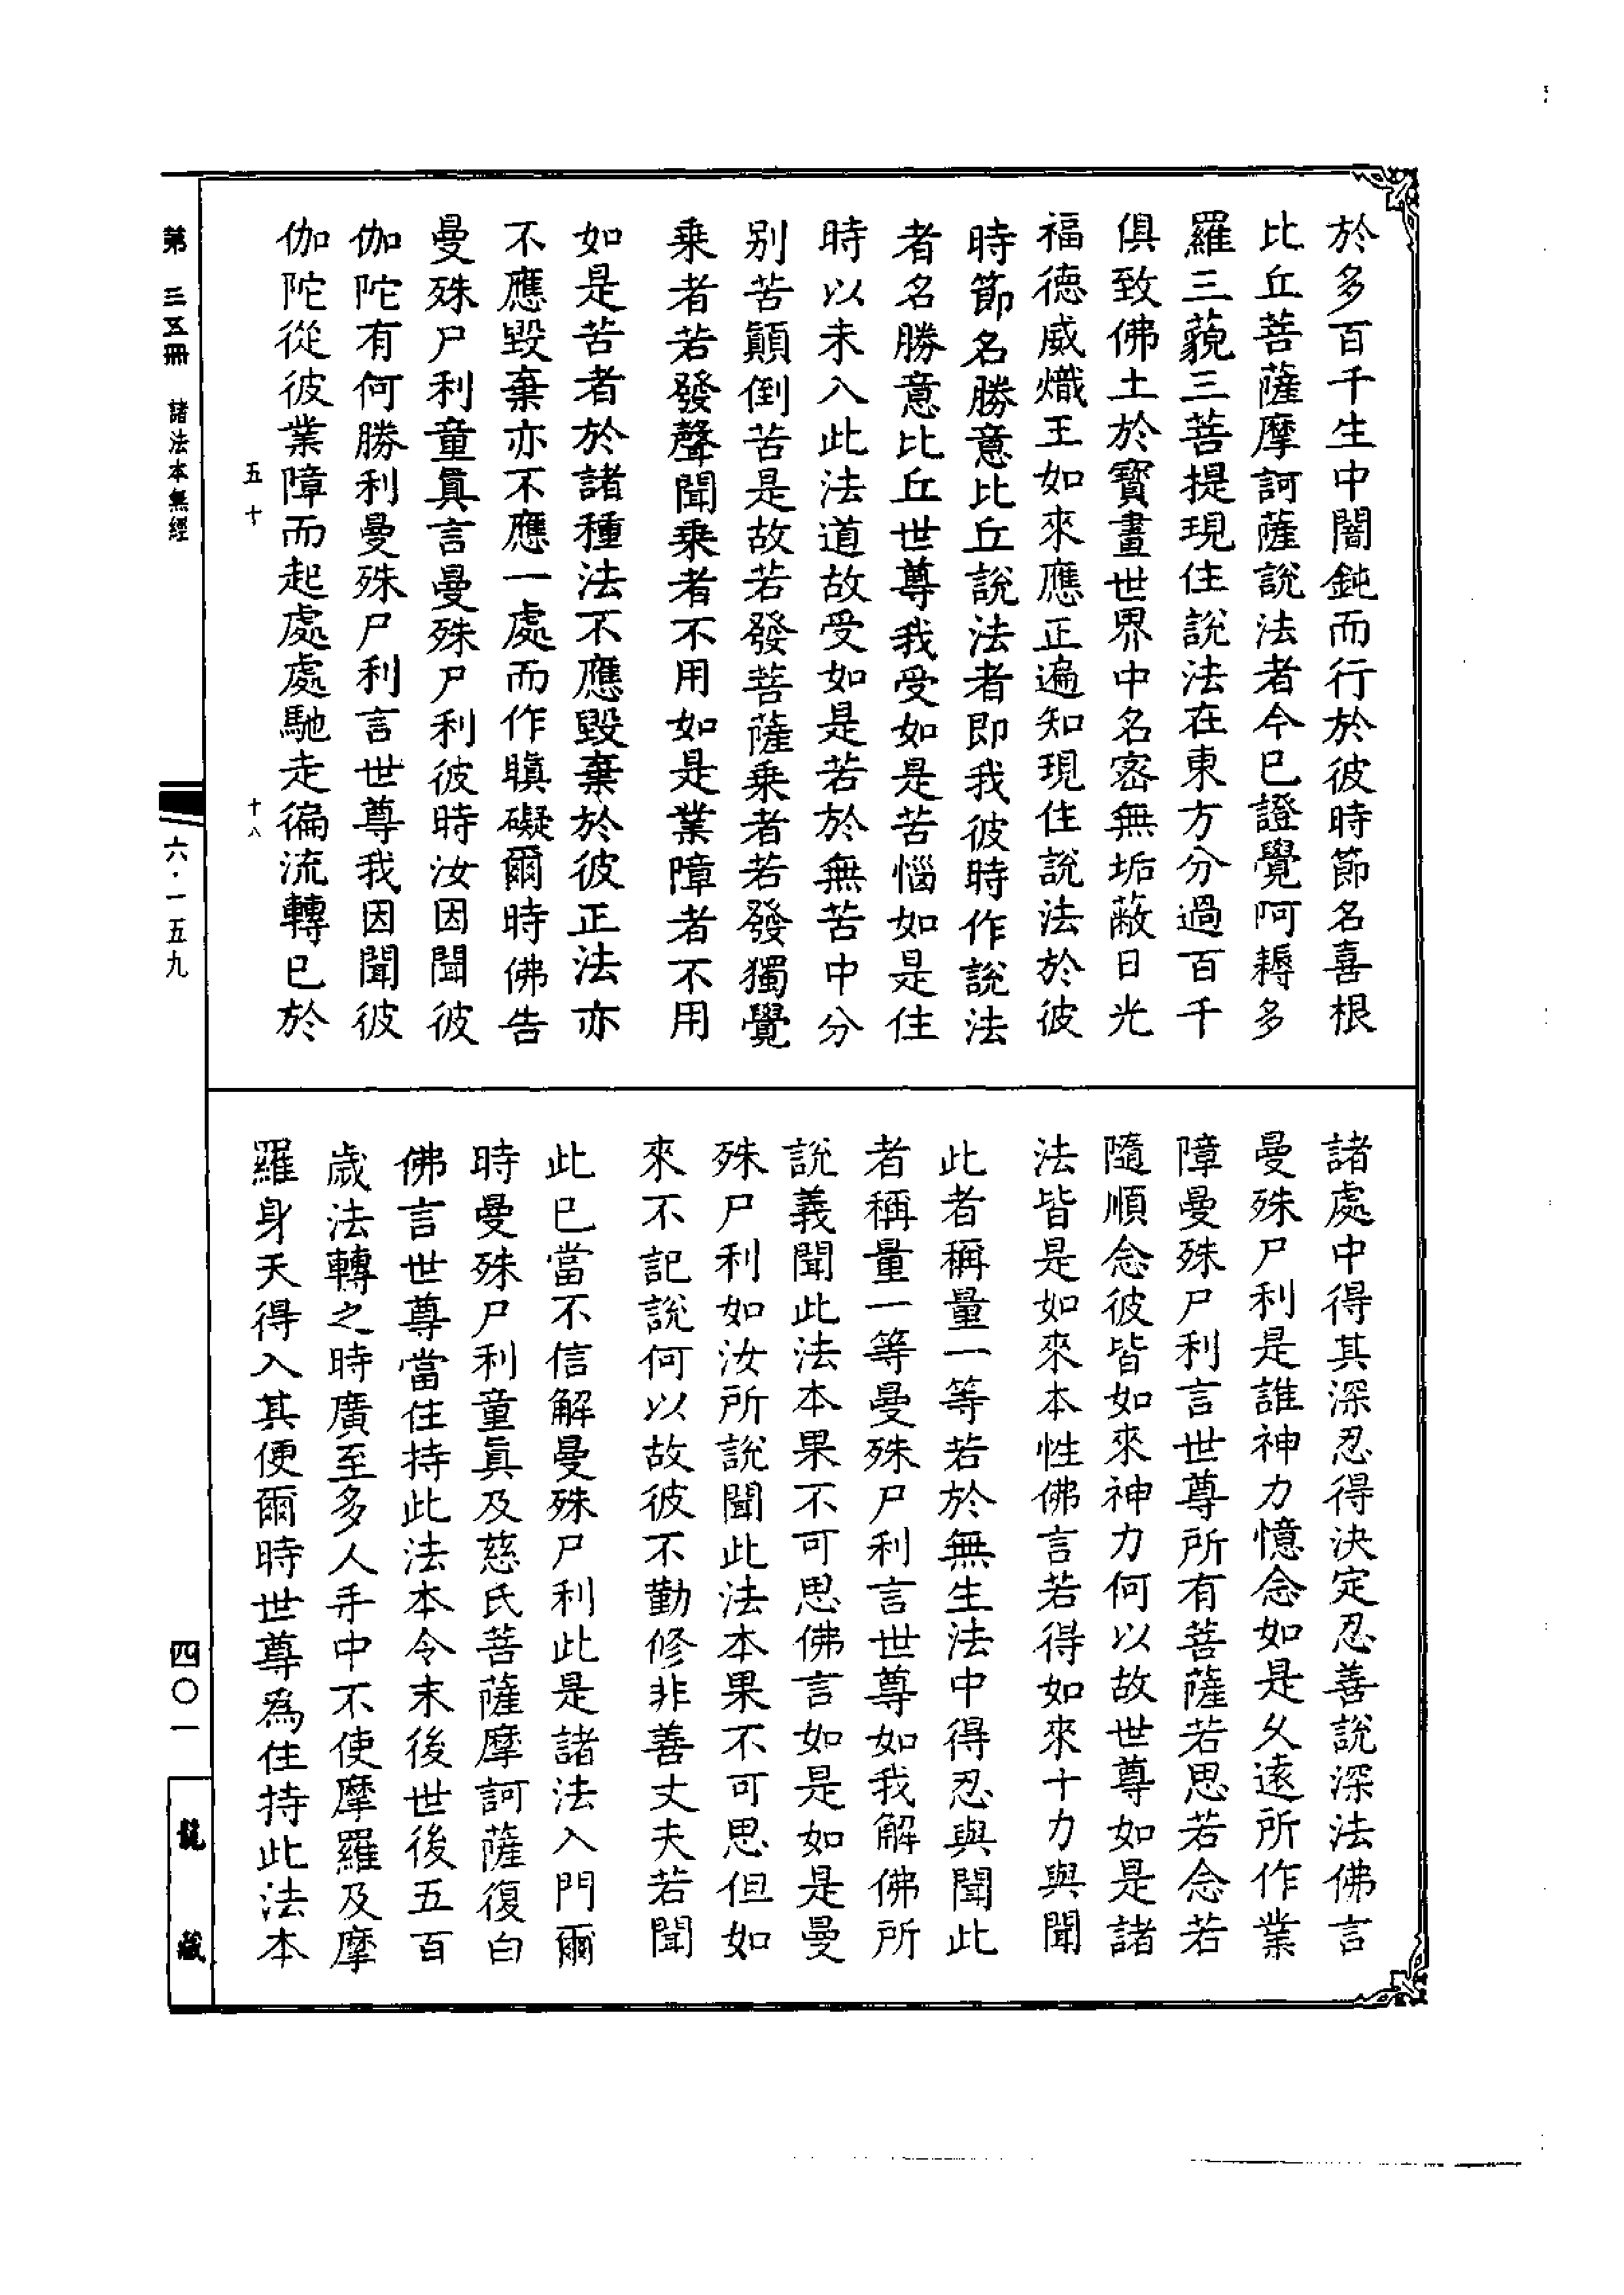 於多百千生中闇鈍而行於彼時節名喜根
比丘菩薩摩訶薩說法者今已證覺阿耨多
羅三藐三菩提現住說法在東方分過百千
俱致佛土於寶畫世界中名密無垢蔽日光
福德威熾王如來應正遍知現住說法於彼
時節名勝意比丘說法者即我彼時作說法
者名勝意比丘世尊我受如是苦惱如是住
時以未入此法道故受如是若於無苦中分
別苦顛倒苦是故若發菩薩乗者若發獨覺
乗者若發聲聞乗者不用如是業障者不用
如是苦者於諸種法不應毀棄於彼正法亦
不應毀棄亦不應一處而作瞋礙爾時佛告
曼殊尸利童真言曼殊尸利彼時汝因聞彼
伽陀有何勝利曼殊尸利言世尊我因聞彼
伽陀從彼業障而起處處馳走徧流轉已於
五十
十八
諸處中得其深忍得決定忍善說深法佛言
曼殊尸利是誰神力憶念如是久遠所作業
障曼殊尸利言世尊所有菩薩若思若念若
隨順念彼皆如來神力何以故世尊如是諸
法皆是如來本性佛言若得如來十力與聞
此者稱量一等若於無生法中得忍與聞此
者稱量一等曼殊尸利言世尊如我解佛所
說義聞此法本果不可思佛言如是如是曼
殊尸利如汝所說聞此法本果不可思但如
來不記說何以故彼不勤修非善丈夫若聞
此已當不信解曼殊尸利此是諸法入門爾
時曼殊尸利童眞及慈氏菩薩摩訶薩復白
佛言世尊當住持此法本令末後世後五百
歲法轉之時廣至多人手中不使摩羅及摩
羅身天得入其便爾時世尊爲住持此法本
第三五冊 諸法本無經
六·一五九
四〇一
龍藏